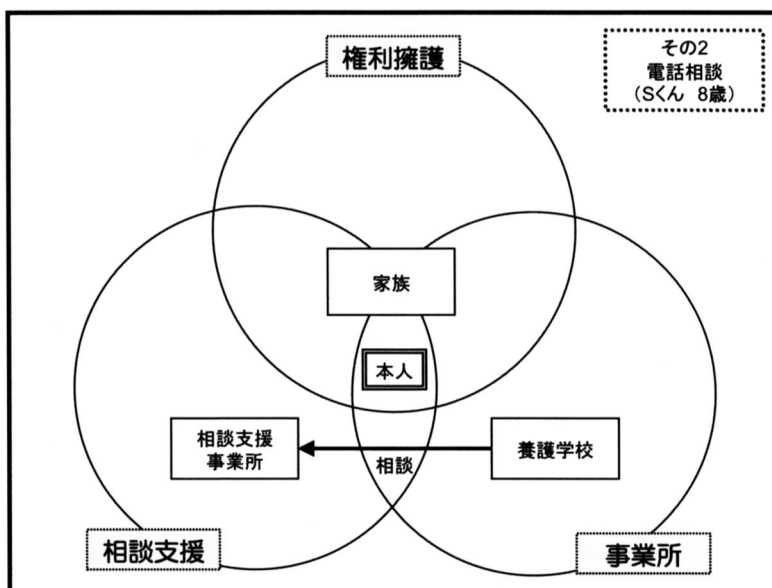 権利擁護
その2
電話相談
（Sくん　8歳）
家族
本人
相談支援
事業所
相談
養護学校
相談支援
事業所